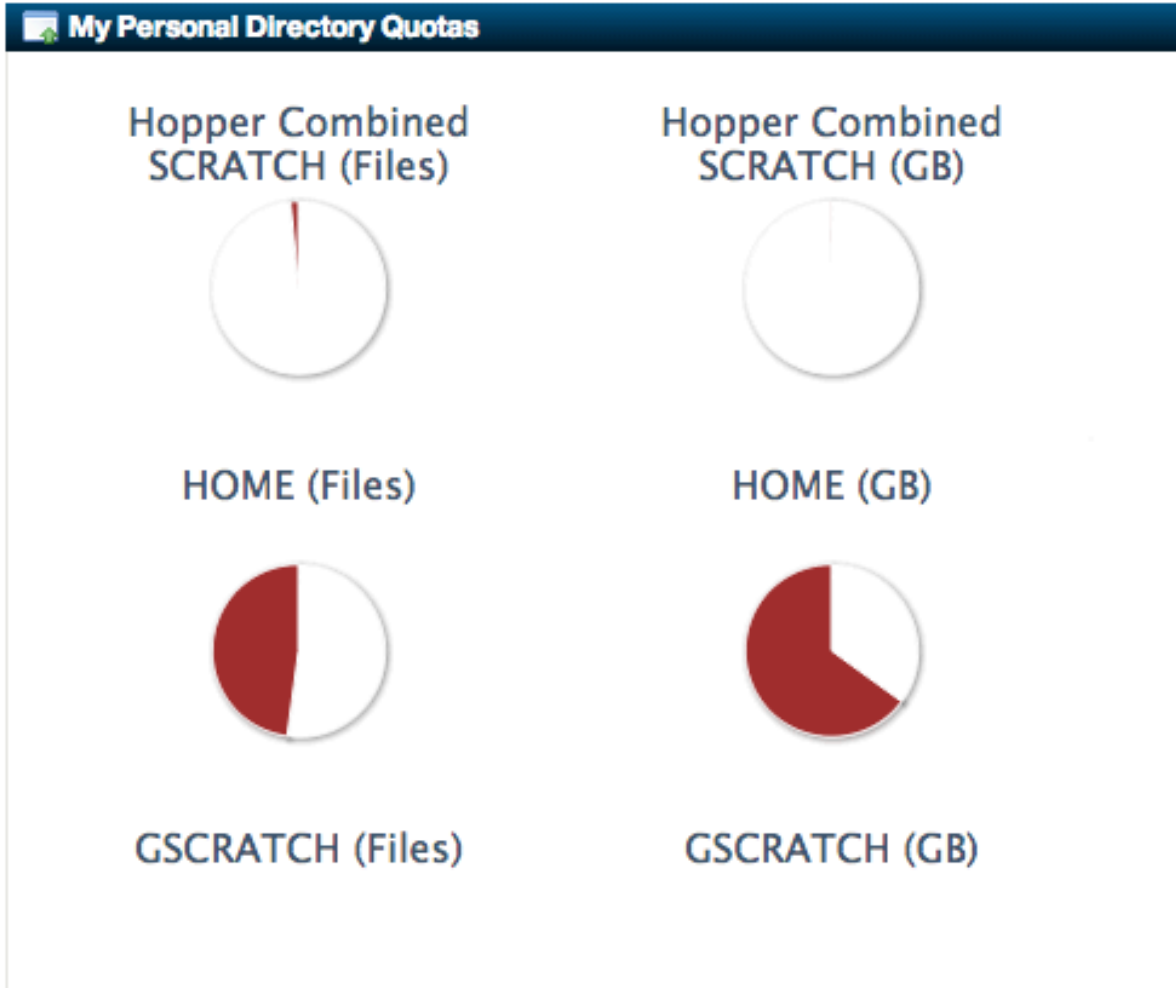 My Personal Directory Quotas
Hopper Combined
SCRATCH (Files)
Hopper Combined
SCRATCH (GB)
HOME (Files)
HOME (GB)
GSCRATCH (Files)
GSCRATCH (GB)